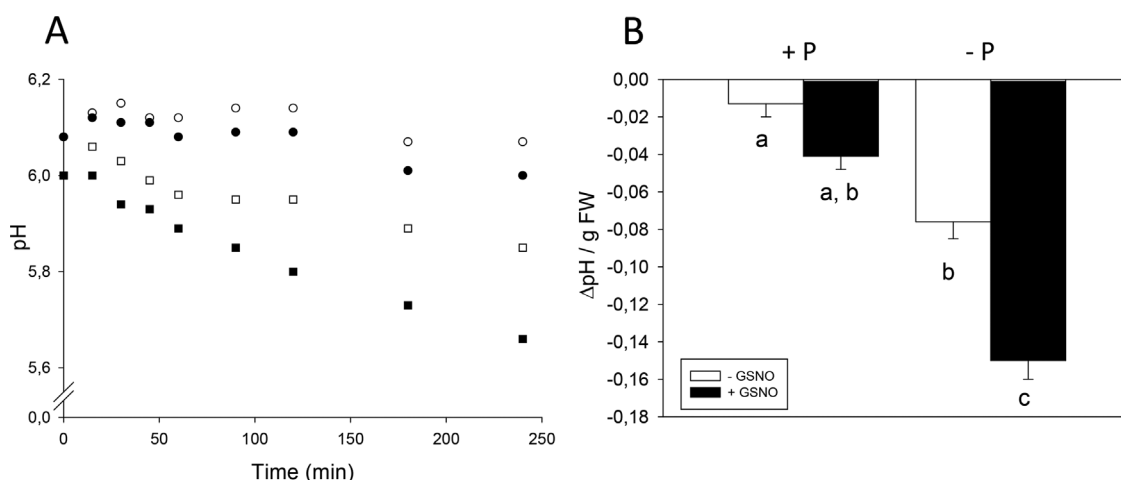 A
6,2
6,0
5,8
5,6
0,0
pH
0 50 100 150 200 250
Time (min)
B
+ P - P
0,00
-0,02
-0,04
-0,06
-0,08
-0,10
-0,12
-0,14
-0,16
-0,18
ΔpH / g FW
a
a, b
b
c
- GSNO
+ GSNO